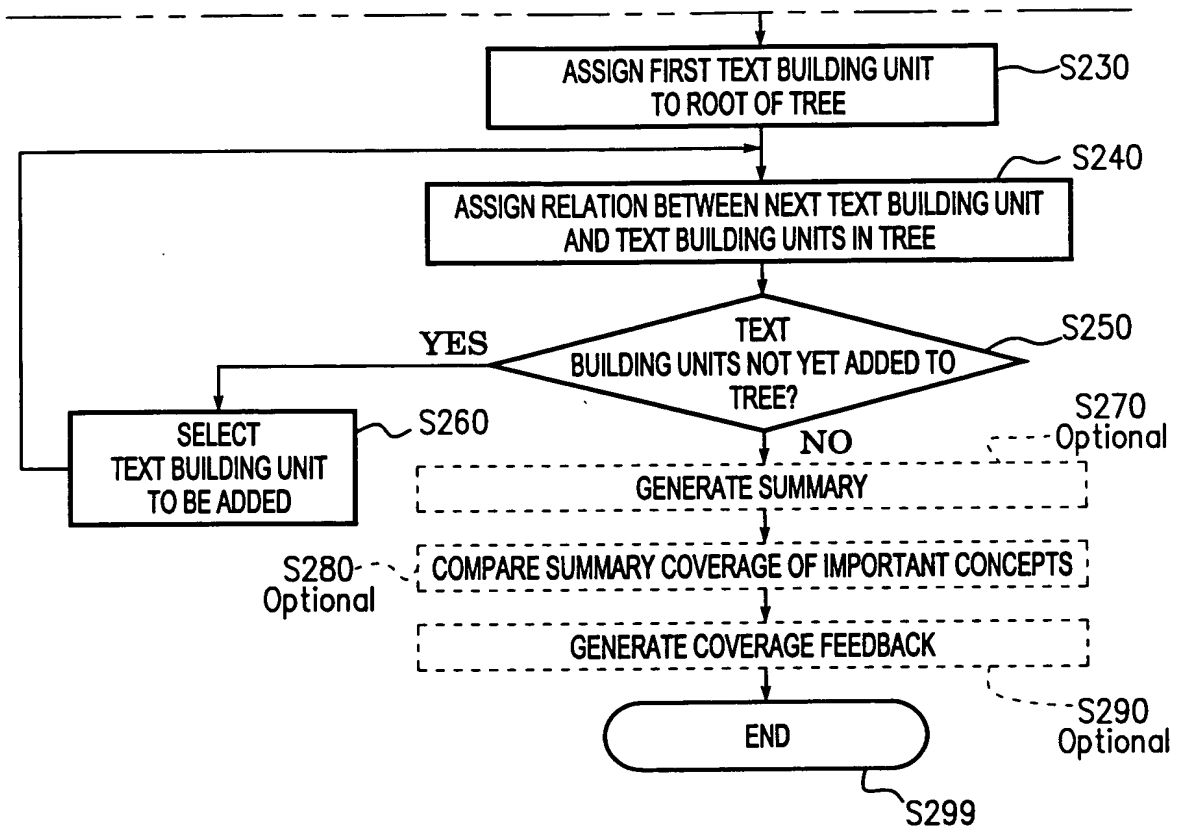 ASSIGN FIRST TEXT BUILDING UNIT
TO ROOT OF TREE
S230
S240
ASSIGN RELATION BETWEEN NEXT TEXT BUILDING UNIT
AND TEXT BUILDING UNITS IN TREE
TEXT
BUILDING UNITS NOT YET ADDED TO
TREE?
S250
YES
SELECT
TEXT BUILDING UNIT
TO BE ADDED
S260
NO
S270
Optional
GENERATE SUMMARY
S280
Optional
COMPARE SUMMARY COVERAGE OF IMPORTANT CONCEPTS
GENERATE COVERAGE FEEDBACK
S290
Optional
END
S299